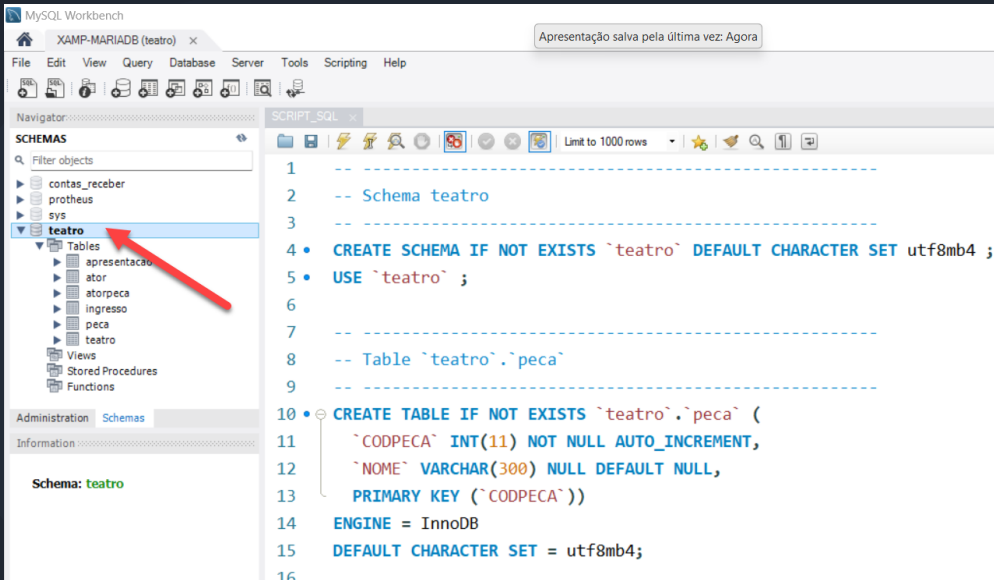 MySQL Workbench
XAMP-MARIADB (teatro)
Apresentação salva pela última vez: Agora
File Edit View Query Database Server Tools Scripting Help
Navigator
SCHEMAS
Filter objects
contas_receber
protheus
sys
teatro
Tables
apresentacao
ator
atorpeca
ingresso
peca
teatro
Views
Stored Procedures
Functions
Administration Schemas
Information
Schema: teatro
SCRIPT_SQL
Limit to 1000 rows
1 -- -----------------------------------------------------
2 -- Schema teatro
3 -- -----------------------------------------------------
4 CREATE SCHEMA IF NOT EXISTS `teatro` DEFAULT CHARACTER SET utf8mb4 ;
5 USE `teatro` ;
6
7 -- -----------------------------------------------------
8 -- Table `teatro`.`peca`
9 -- -----------------------------------------------------
10 CREATE TABLE IF NOT EXISTS `teatro`.`peca` (
11 `CODPECA` INT(11) NOT NULL AUTO_INCREMENT,
12 `NOME` VARCHAR(300) NULL DEFAULT NULL,
13 PRIMARY KEY (`CODPECA`))
14 ENGINE = InnoDB
15 DEFAULT CHARACTER SET = utf8mb4;
16